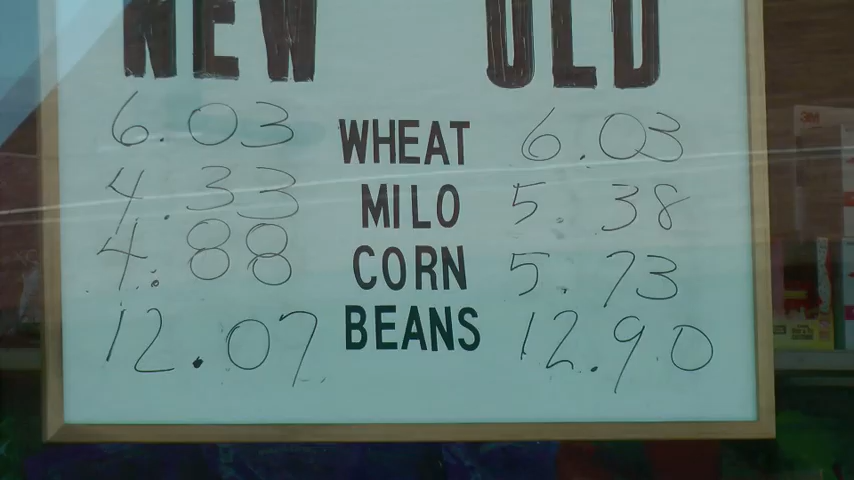 NEW OLD
6.03 WHEAT 6.03
4.33 MILO 5.38
4.88 CORN 5.73
12.07 BEANS 12.90
3M